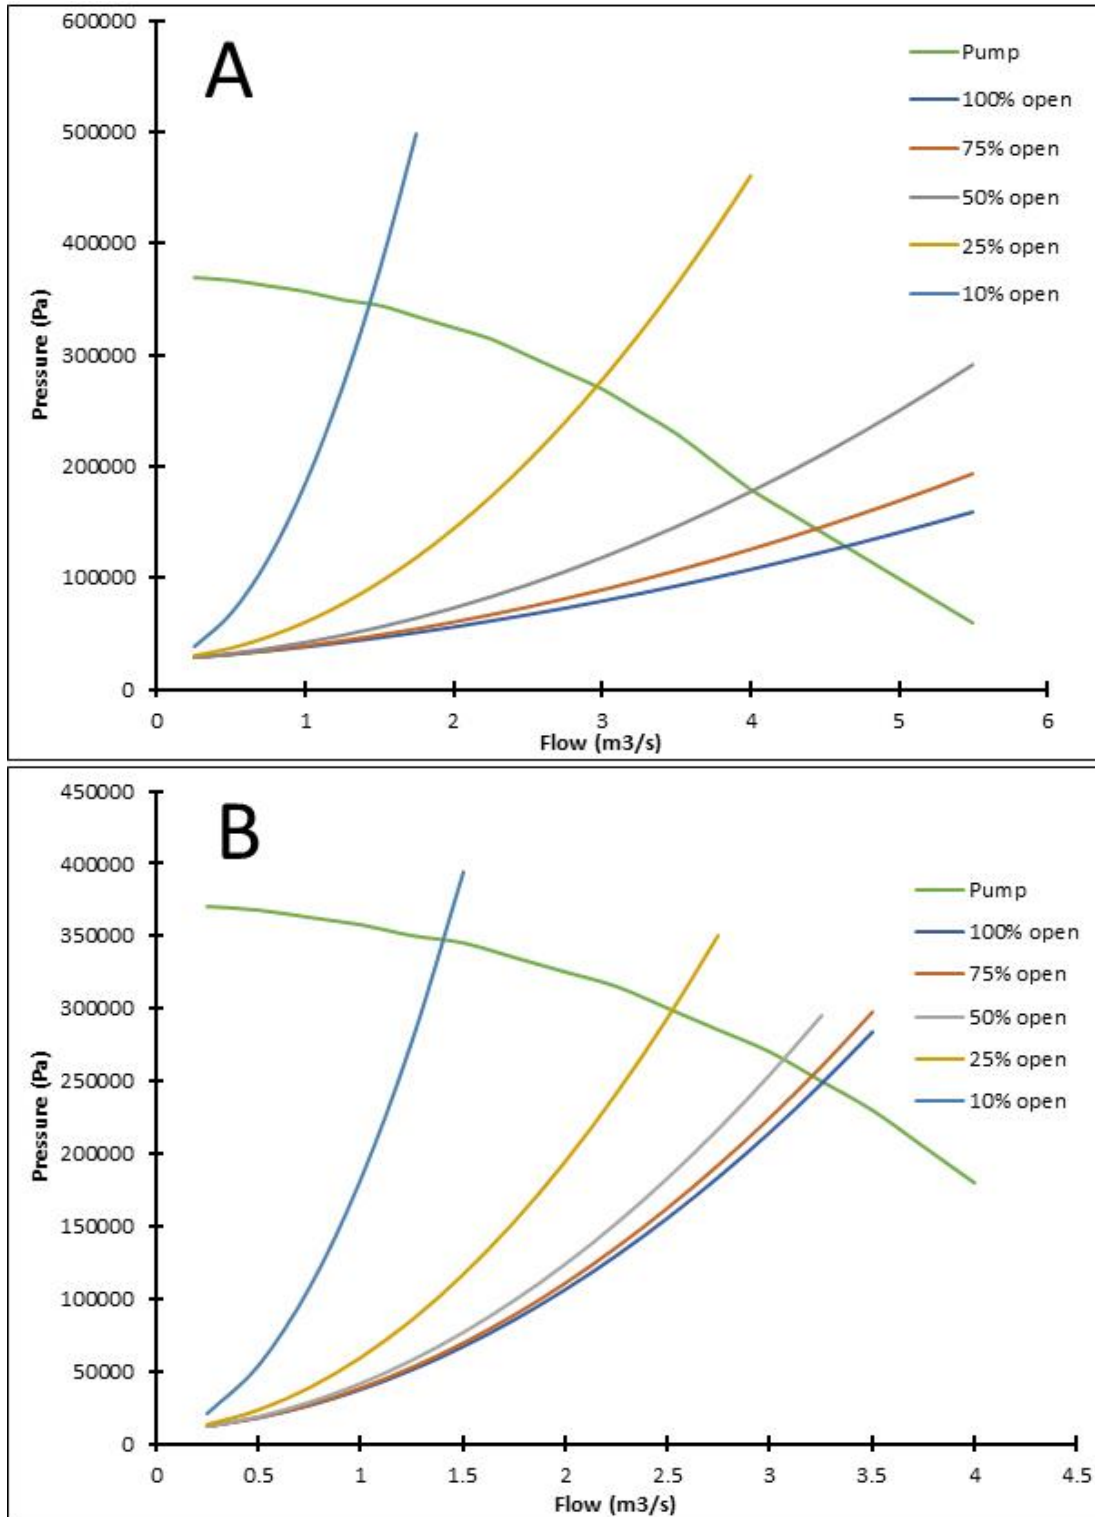 A
600000
500000
400000
300000
200000
100000
0
Pressure (Pa)
0 1 2 3 4 5 6
Flow (m3/s)
Pump
100% open
75% open
50% open
25% open
10% open
B
450000
400000
350000
300000
250000
200000
150000
100000
50000
0
Pressure (Pa)
0 0.5 1 1.5 2 2.5 3 3.5 4 4.5
Flow (m3/s)
Pump
100% open
75% open
50% open
25% open
10% open